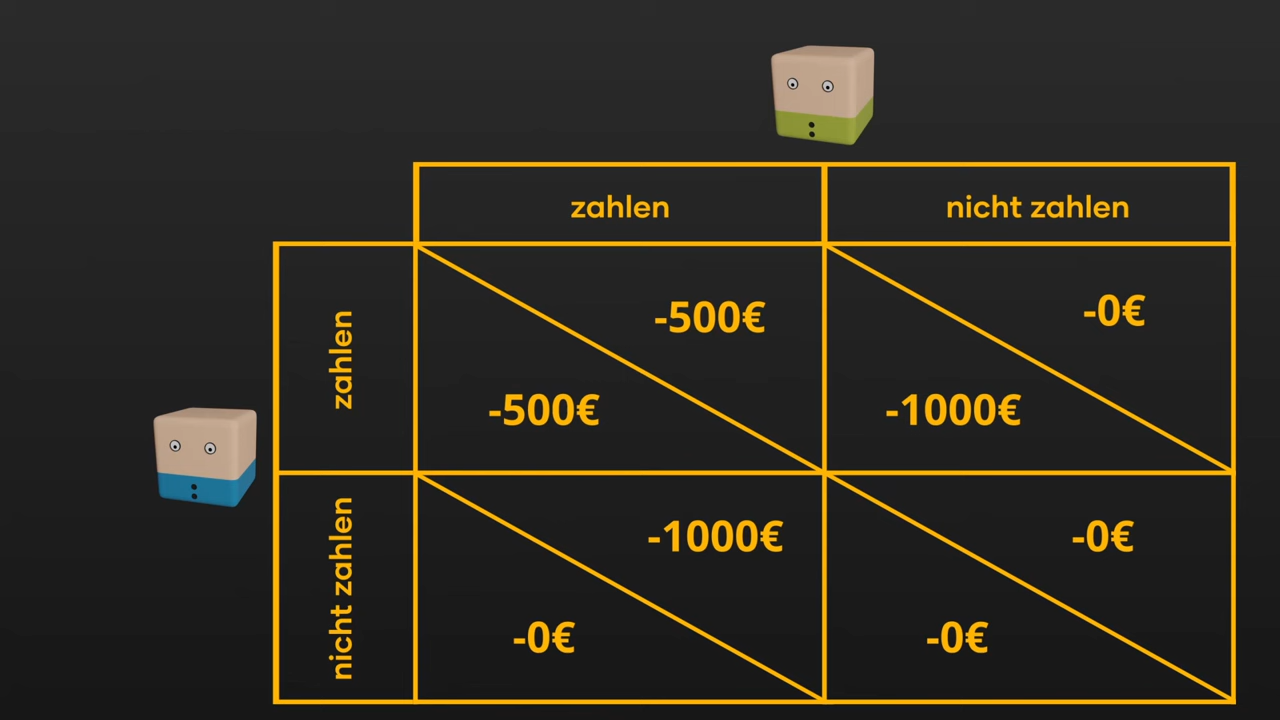 zahlen
nicht zahlen
zahlen
-500€
-500€
-0€
-1000€
nicht zahlen
-1000€
-0€
-0€
-0€